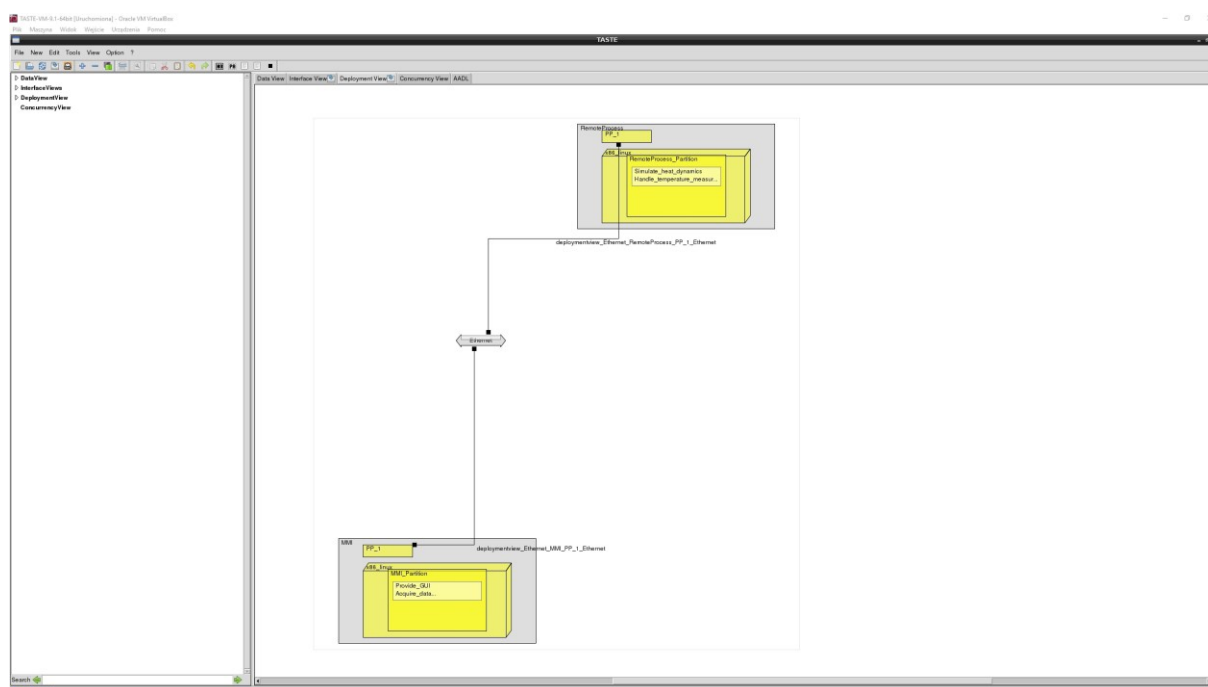 TASTE-VM-9.1-64bit [Uruchomiona] - Oracle VM VirtualBox
Plik Maszyna Widok Wejście Urządzenia Pomoc
TASTE
File New Edit Tools View Option ?
DataView
InterfaceViews
DeploymentView
ConcurrencyView
Data View Interface View Deployment View Concurrency View AADL
RemoteProcess
PP_1
x86_linux
RemoteProcess_Partition
Simulate_heat_dynamics
Handle_temperature_measur...
deploymentview_Ethernet_RemoteProcess_PP_1_Ethernet
Ethernet
MMI
PP_1
deploymentview_Ethernet_MMI_PP_1_Ethernet
x86_linux
MMI_Partition
Provide_GUI
Acquire_data...
Search